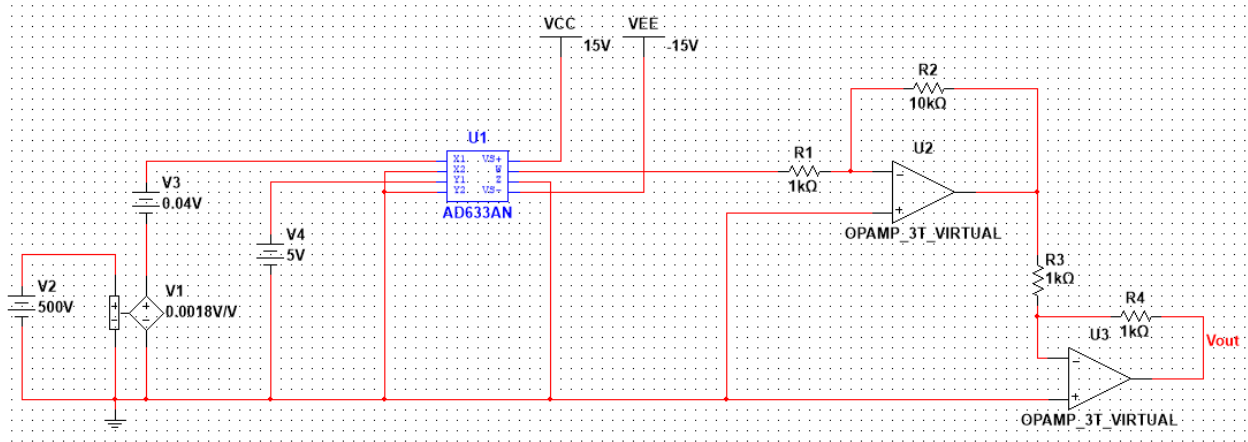 VCC
15V
VEE
-15V
U1
X1. VS+
X2. W
Y1. Z
Y2. VS-
AD633AN
V3
0.04V
V4
5V
V2
500V
V1
0.0018V/V
R1
1kΩ
R2
10kΩ
U2
OPAMP_3T_VIRTUAL
R3
1kΩ
R4
1kΩ
U3
Vout
OPAMP_3T_VIRTUAL